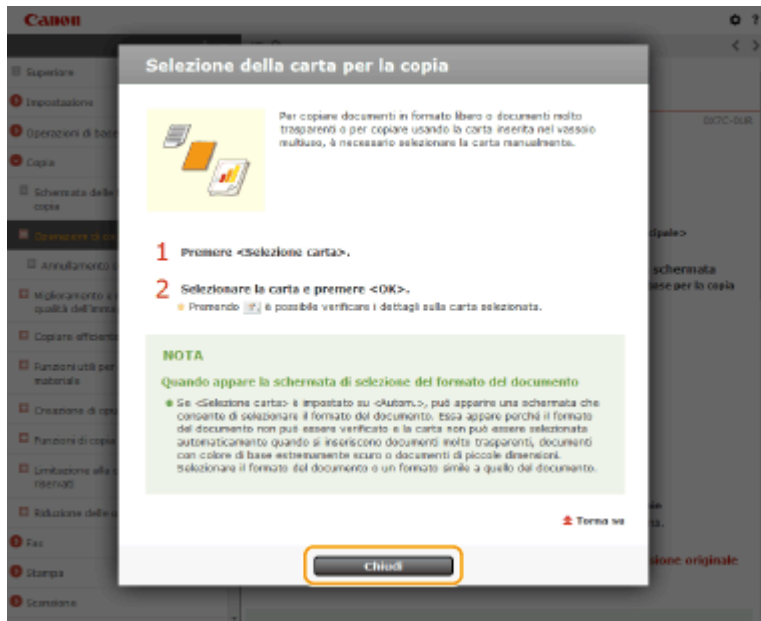 Canon
?
< >
Superiore
Impostazione
Operazioni di base
Copia
Schermata delle
copia
Operazioni di
Annullamento
Miglioramento e
qualità dell'imma
Copiare efficiente
Funzioni utili per
materiale
Creazione di copi
Funzioni di copia
Limitazione alla
riservati
Riduzione delle
Fax
Stampa
Scansione
0X7C-0UR
cipale>
schermata
base per la copia
sione originale
Selezione della carta per la copia
Per copiare documenti in formato libero o documenti molto
trasparenti o per copiare usando la carta inserita nel vassoio
multiuso, è necessario selezionare la carta manualmente.
1 Premere <Selezione carta>.
2 Selezionare la carta e premere <OK>.
Premendo , è possibile verificare i dettagli sulla carta selezionata.
NOTA
Quando appare la schermata di selezione del formato del documento
Se <Selezione carta> è impostato su <Autom.>, può apparire una schermata che
consente di selezionare il formato del documento. Essa appare perché il formato
del documento non può essere verificato e la carta non può essere selezionata
automaticamente quando si inseriscono documenti molto trasparenti, documenti
con colore di base estremamente scuro o documenti di piccole dimensioni.
Selezionare il formato del documento o un formato simile a quello del documento.
Torna su
Chiudi